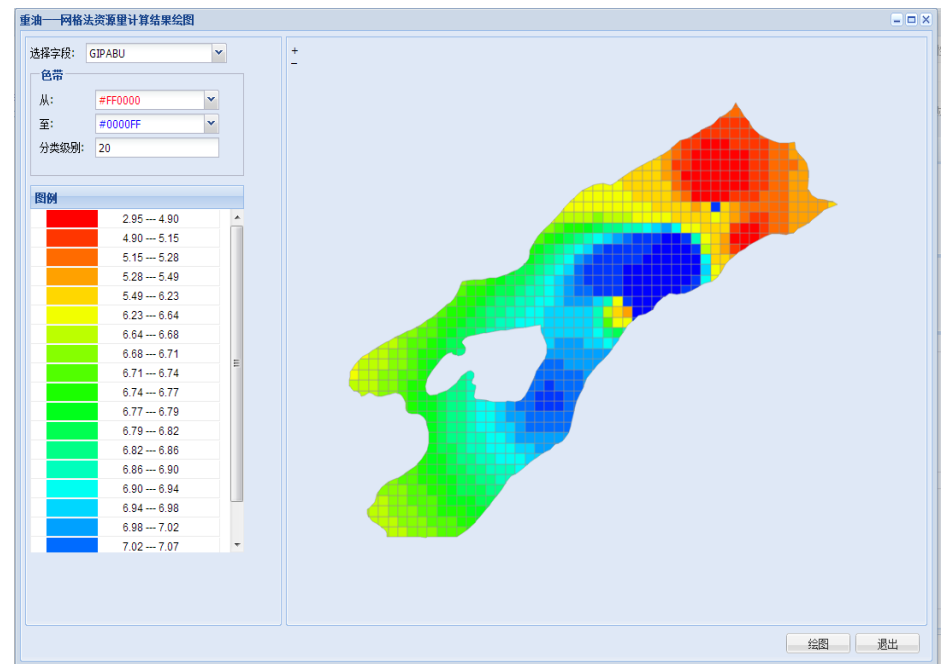 重油——网格法资源量计算结果绘图
选择字段: GIPABU
色带
从: #FF0000
至: #0000FF
分类级别: 20
图例
2.95 --- 4.90
4.90 --- 5.15
5.15 --- 5.28
5.28 --- 5.49
5.49 --- 6.23
6.23 --- 6.64
6.64 --- 6.68
6.68 --- 6.71
6.71 --- 6.74
6.74 --- 6.77
6.77 --- 6.79
6.79 --- 6.82
6.82 --- 6.86
6.86 --- 6.90
6.90 --- 6.94
6.94 --- 6.98
6.98 --- 7.02
7.02 --- 7.07
+
−
绘图 退出